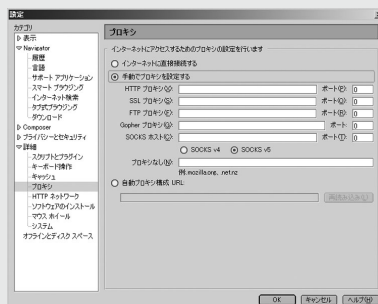 設定
カテゴリ
表示
Navigator
履歴
言語
サポート アプリケーション
スマート ブラウジング
インターネット検索
タブ式ブラウジング
ダウンロード
Composer
プライバシーとセキュリティ
詳細
スクリプトとプラグイン
キーボード操作
キャッシュ
プロキシ
HTTP ネットワーク
ソフトウェアのインストール
マウス ホイール
システム
オフラインとディスク スペース
プロキシ
インターネットにアクセスするためのプロキシの設定を行います
インターネットに直接接続する
手動でプロキシを設定する
HTTP プロキシ(X): ポート(P): 0
SSL プロキシ(S): ポート(O): 0
FTP プロキシ(F): ポート(R): 0
Gopher プロキシ(G): ポート: 0
SOCKS ホスト(C): ポート(T): 0
SOCKS v4 SOCKS v5
プロキシなし(N):
例: mozilla.org, .net.nz
自動プロキシ構成 URL:
再読み込み(L)
OK キャンセル ヘルプ(H)